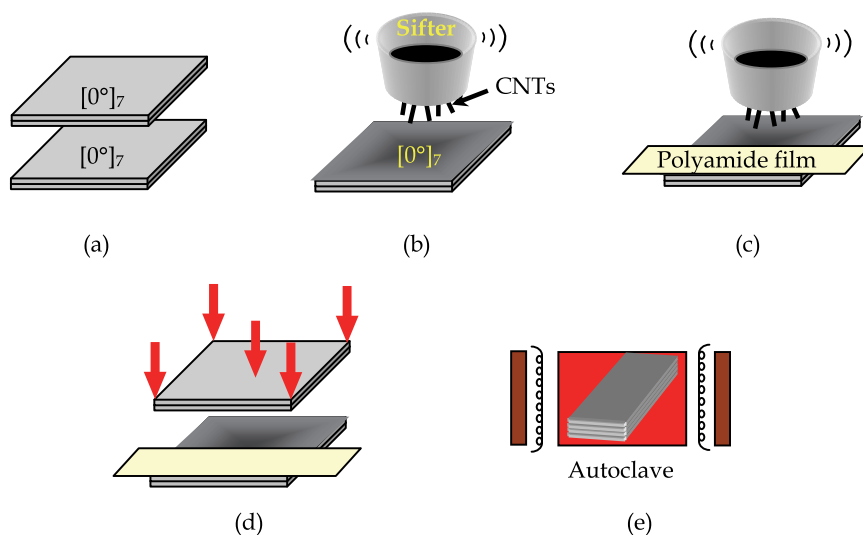 [0°]₇
[0°]₇
(a)
Sifter
CNTs
[0°]₇
(b)
Polyamide film
(c)
(d)
Autoclave
(e)